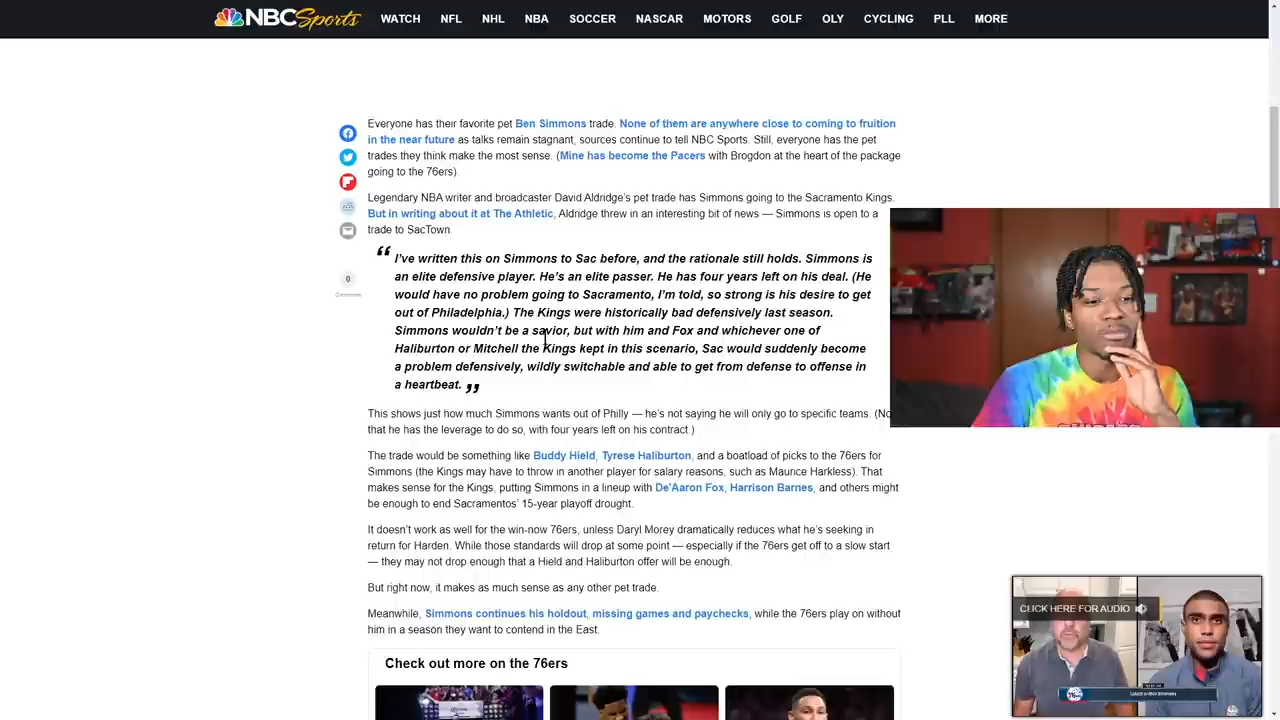 NBC Sports WATCH NFL NHL NBA SOCCER NASCAR MOTORS GOLF OLY CYCLING PLL MORE
Everyone has their favorite pet Ben Simmons trade. None of them are anywhere close to coming to fruition
in the near future as talks remain stagnant, sources continue to tell NBC Sports. Still, everyone has the pet
trades they think make the most sense. (Mine has become the Pacers with Brogdon at the heart of the package
going to the 76ers).
Legendary NBA writer and broadcaster David Aldridge's pet trade has Simmons going to the Sacramento Kings.
But in writing about it at The Athletic, Aldridge threw in an interesting bit of news — Simmons is open to a
trade to SacTown.
“ I've written this on Simmons to Sac before, and the rationale still holds. Simmons is
an elite defensive player. He's an elite passer. He has four years left on his deal. (He
would have no problem going to Sacramento, I'm told, so strong is his desire to get
out of Philadelphia.) The Kings were historically bad defensively last season.
Simmons wouldn't be a savior, but with him and Fox and whichever one of
Haliburton or Mitchell the Kings kept in this scenario, Sac would suddenly become
a problem defensively, wildly switchable and able to get from defense to offense in
a heartbeat. ”
0
Comments
This shows just how much Simmons wants out of Philly — he's not saying he will only go to specific teams. (No
that he has the leverage to do so, with four years left on his contract.)
The trade would be something like Buddy Hield, Tyrese Haliburton, and a boatload of picks to the 76ers for
Simmons (the Kings may have to throw in another player for salary reasons, such as Maurice Harkless). That
makes sense for the Kings, putting Simmons in a lineup with De'Aaron Fox, Harrison Barnes, and others might
be enough to end Sacramentos' 15-year playoff drought.
It doesn't work as well for the win-now 76ers, unless Daryl Morey dramatically reduces what he's seeking in
return for Harden. While those standards will drop at some point — especially if the 76ers get off to a slow start
— they may not drop enough that a Hield and Haliburton offer will be enough.
But right now, it makes as much sense as any other pet trade.
Meanwhile, Simmons continues his holdout, missing games and paychecks, while the 76ers play on without
him in a season they want to contend in the East.
Check out more on the 76ers
CLICK HERE FOR AUDIO